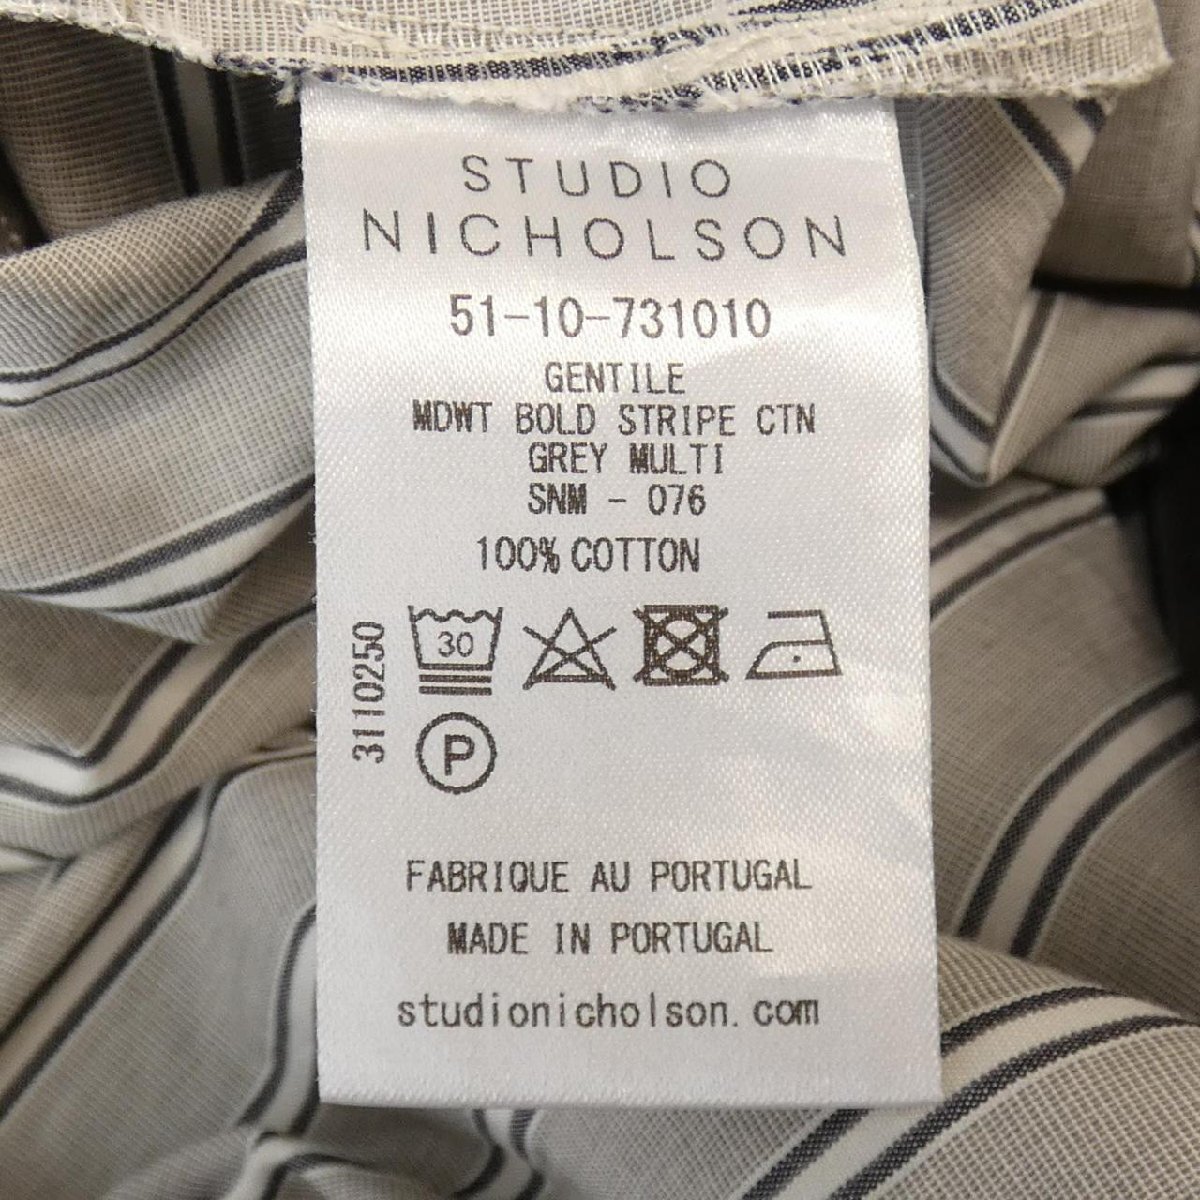 STUDIO
NICHOLSON
51-10-731010
GENTILE
MDWT BOLD STRIPE CTN
GREY MULTI
SNM - 076
100% COTTON
30
3110250
P
FABRIQUE AU PORTUGAL
MADE IN PORTUGAL
studionicholson.com